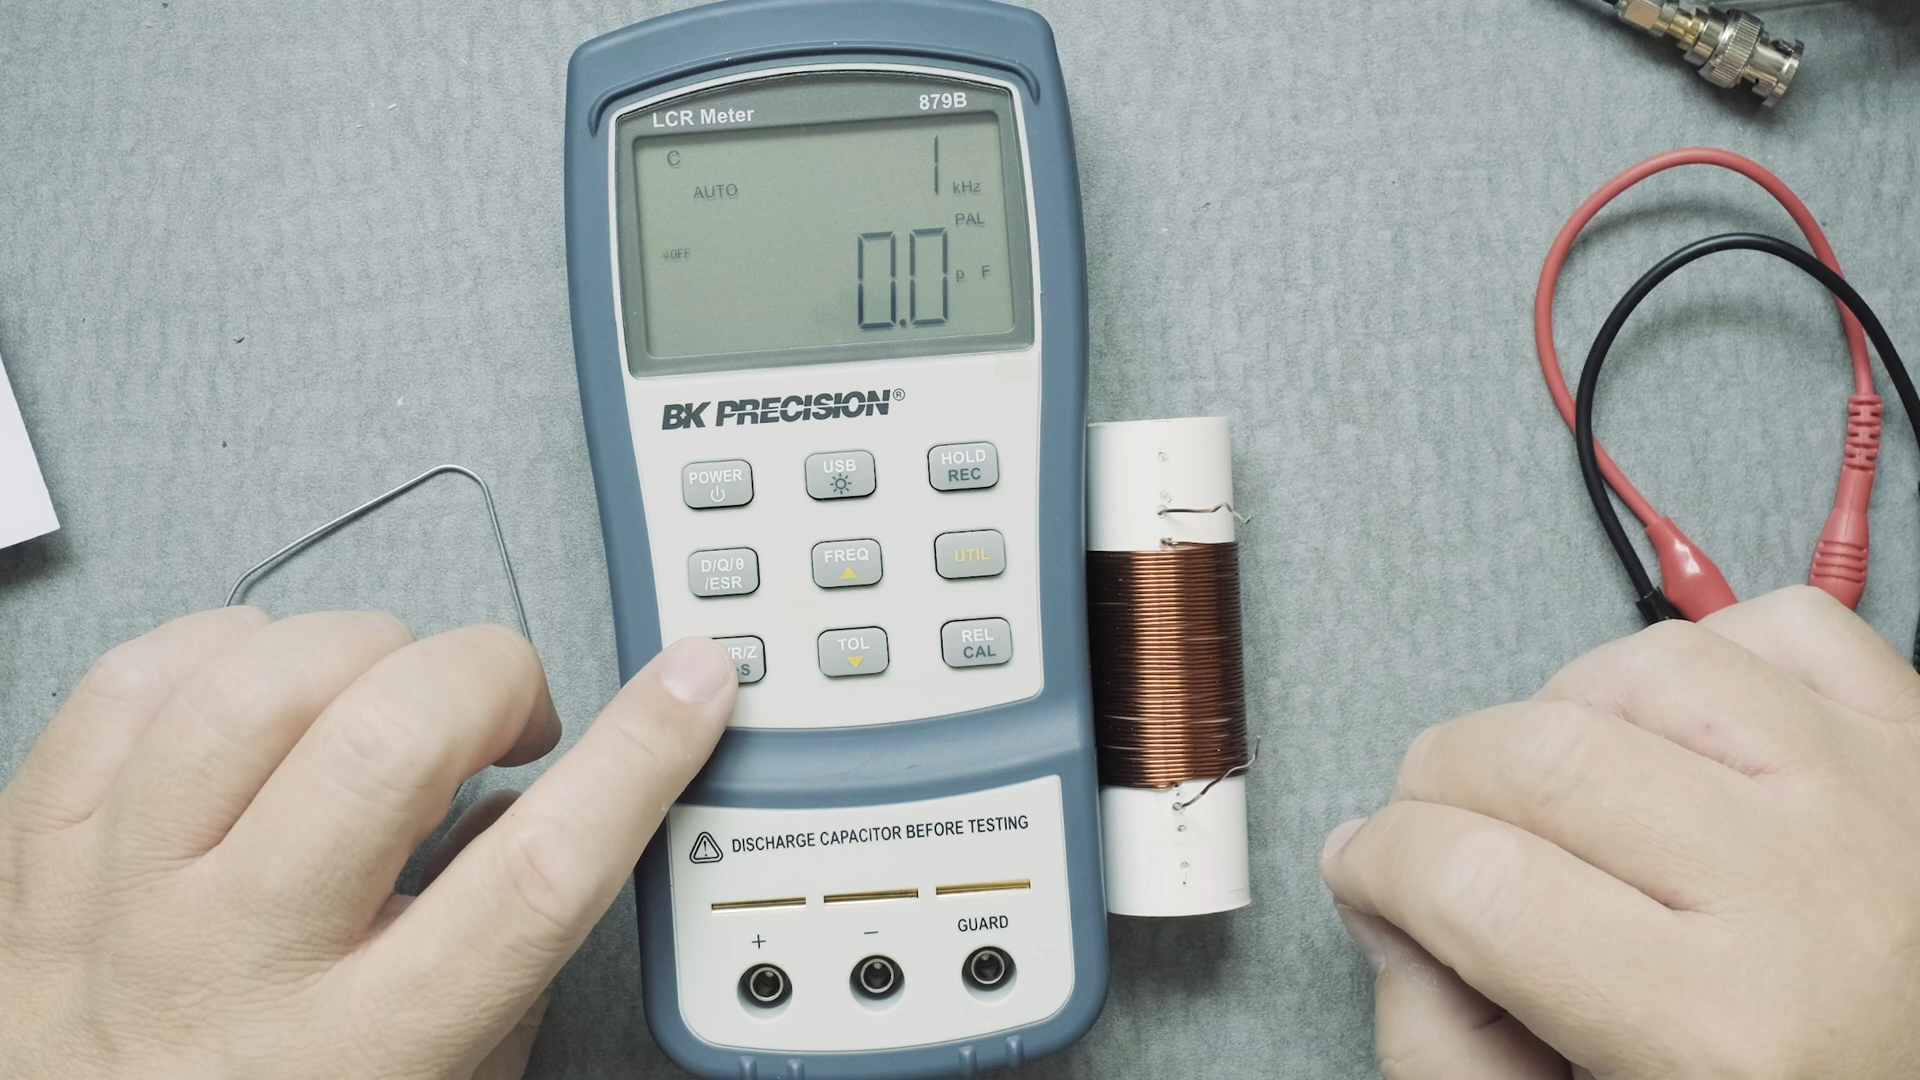 LCR Meter 879B
C 1 kHz
AUTO
PAL
OFF
0.0 p F
BK PRECISION®
POWER USB HOLD
REC
D/Q/θ FREQ UTIL
/ESR
/R/Z TOL REL
S CAL
DISCHARGE CAPACITOR BEFORE TESTING
+ − GUARD